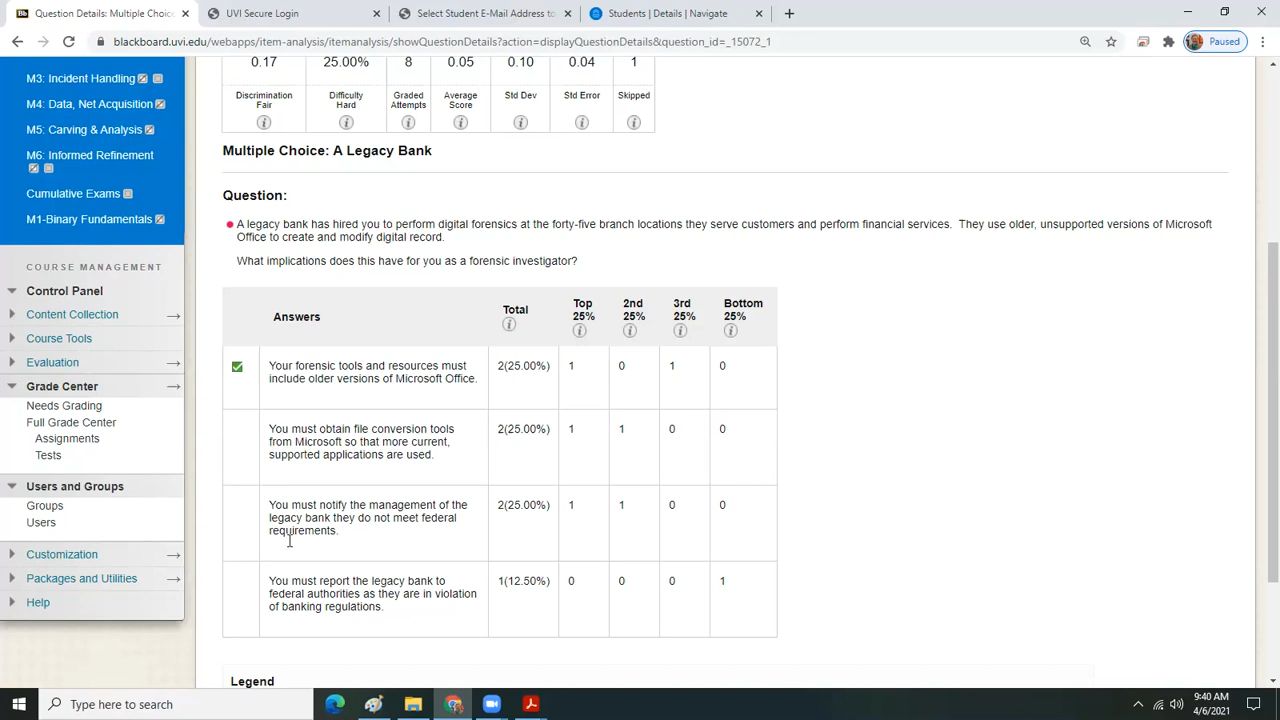 Question Details: Multiple Choic
UVI Secure Login
Select Student E-Mail Address to
Students | Details | Navigate
blackboard.uvi.edu/webapps/item-analysis/itemanalysis/showQuestionDetails?action=displayQuestionDetails&question_id=_15072_1
Paused
M3: Incident Handling
M4: Data, Net Acquisition
M5: Carving & Analysis
M6: Informed Refinement
Cumulative Exams
M1-Binary Fundamentals
COURSE MANAGEMENT
Control Panel
Content Collection
Course Tools
Evaluation
Grade Center
Needs Grading
Full Grade Center
Assignments
Tests
Users and Groups
Groups
Users
Customization
Packages and Utilities
Help
0.17 25.00% 8 0.05 0.10 0.04 1
Discrimination Difficulty Graded Average Std Dev Std Error Skipped
Fair Hard Attempts Score
Multiple Choice: A Legacy Bank
Question:
A legacy bank has hired you to perform digital forensics at the forty-five branch locations they serve customers and perform financial services. They use older, unsupported versions of Microsoft
Office to create and modify digital record.
What implications does this have for you as a forensic investigator?
Answers Total Top 25% 2nd 25% 3rd 25% Bottom 25%
Your forensic tools and resources must 2(25.00%) 1 0 1 0
include older versions of Microsoft Office.
You must obtain file conversion tools 2(25.00%) 1 1 0 0
from Microsoft so that more current,
supported applications are used.
You must notify the management of the 2(25.00%) 1 1 0 0
legacy bank they do not meet federal
requirements.
You must report the legacy bank to 1(12.50%) 0 0 0 1
federal authorities as they are in violation
of banking regulations.
Legend
Type here to search
9:40 AM
4/6/2021